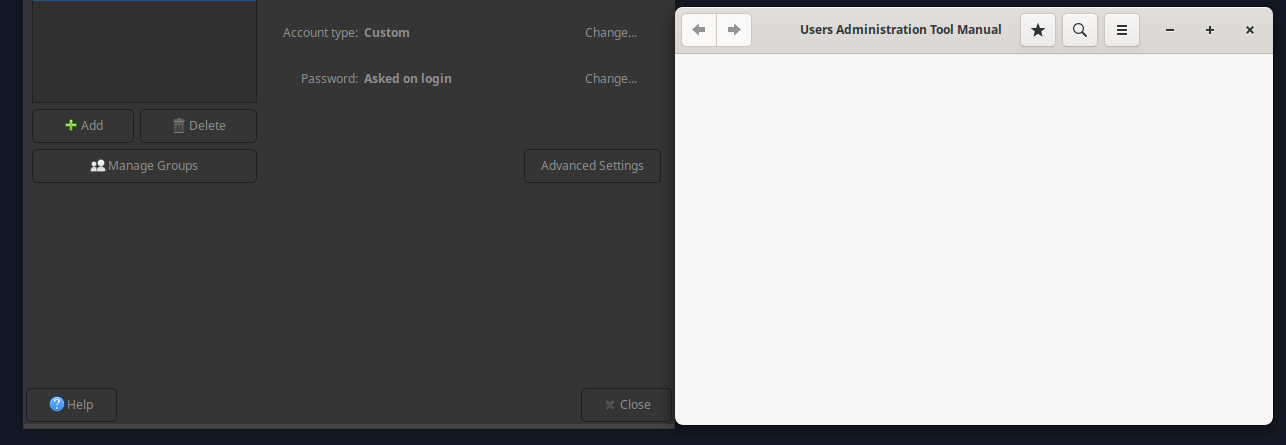 Account type: Custom Change...
Password: Asked on login Change...
Add Delete
Manage Groups Advanced Settings
Help Close
Users Administration Tool Manual